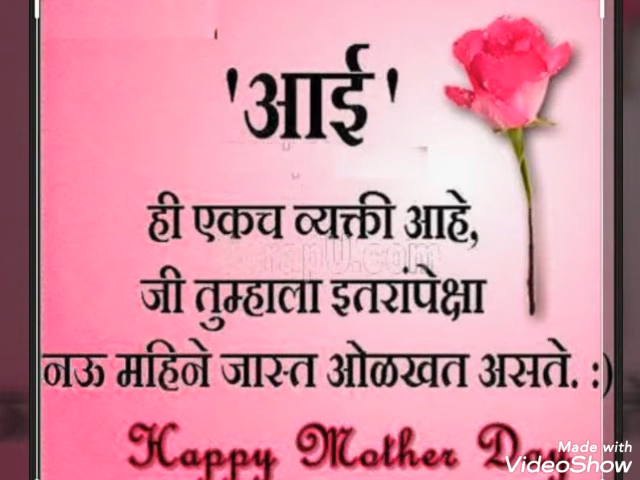 'आई'
ही एकच व्यक्ती आहे,
जी तुम्हाला इतरांपेक्षा
नऊ महिने जास्त ओळखत असते. :)
Happy Mother Day
Made with
VideoShow